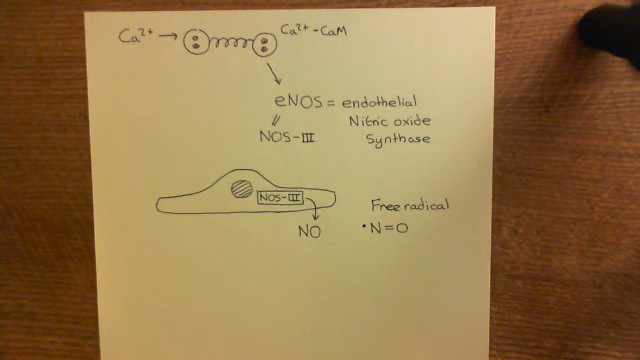 Ca²⁺ → Ca²⁺-CaM
eNOS = endothelial
Nitric oxide
NOS-III Synthase
NOS-III
Free radical
NO •N=O